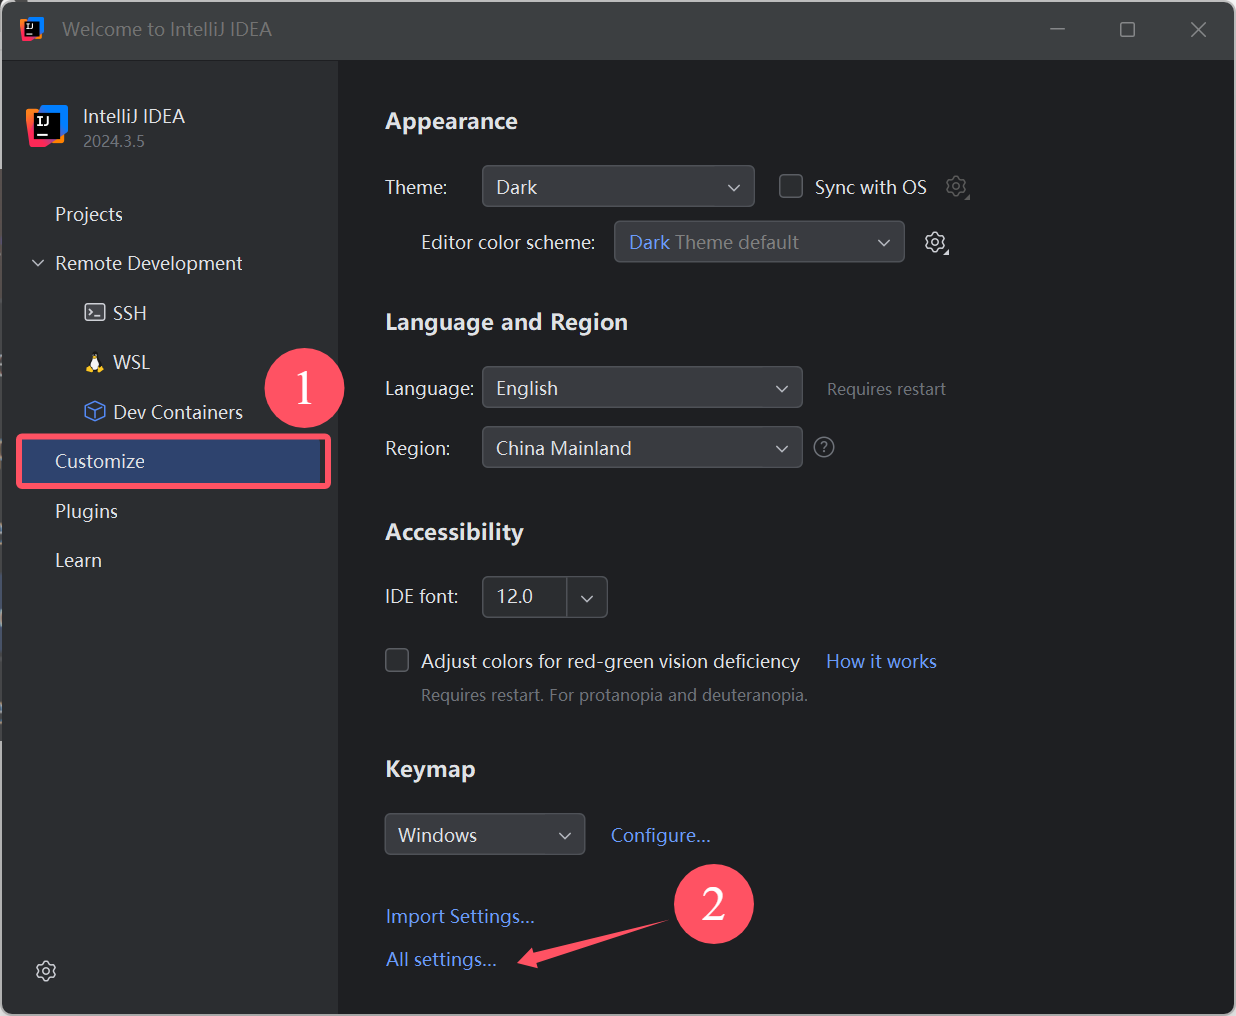 Welcome to IntelliJ IDEA
IntelliJ IDEA
2024.3.5
Projects
Remote Development
SSH
WSL
Dev Containers
1
Customize
Plugins
Learn
Appearance
Theme: Dark Sync with OS
Editor color scheme: Dark Theme default
Language and Region
Language: English Requires restart
Region: China Mainland ?
Accessibility
IDE font: 12.0
Adjust colors for red-green vision deficiency How it works
Requires restart. For protanopia and deuteranopia.
Keymap
Windows Configure...
2
Import Settings...
All settings...